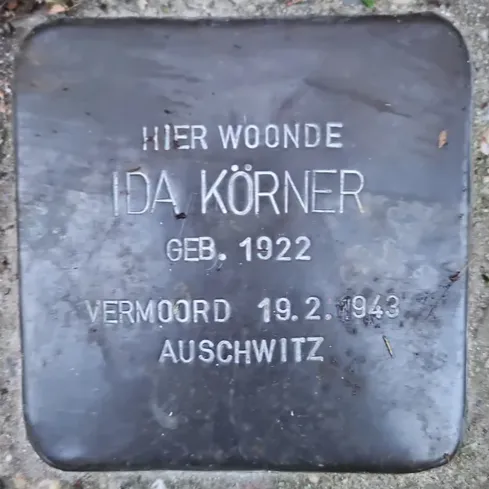 HIER WOONDE
IDA KÖRNER
GEB. 1922
VERMOORD 19.2.1943
AUSCHWITZ